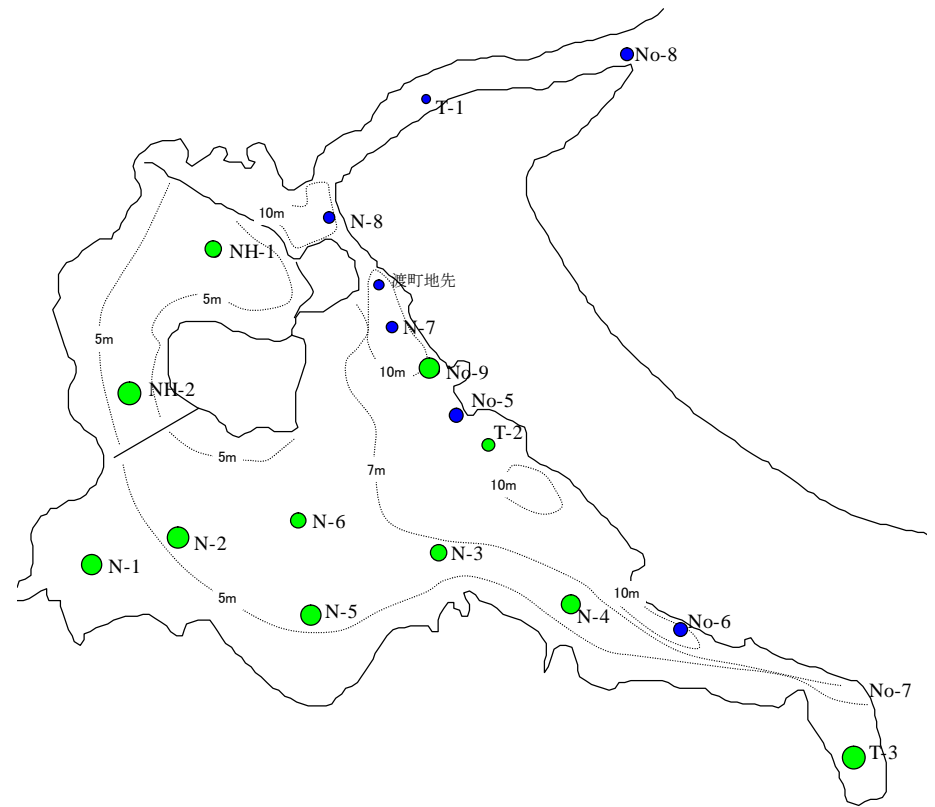 No-8
T-1
10m
N-8
NH-1
渡町地先
5m
N-7
5m
10m
No-9
NH-2
No-5
T-2
5m
7m
10m
N-6
N-2
N-3
N-1
5m
10m
N-5
N-4
No-6
No-7
T-3